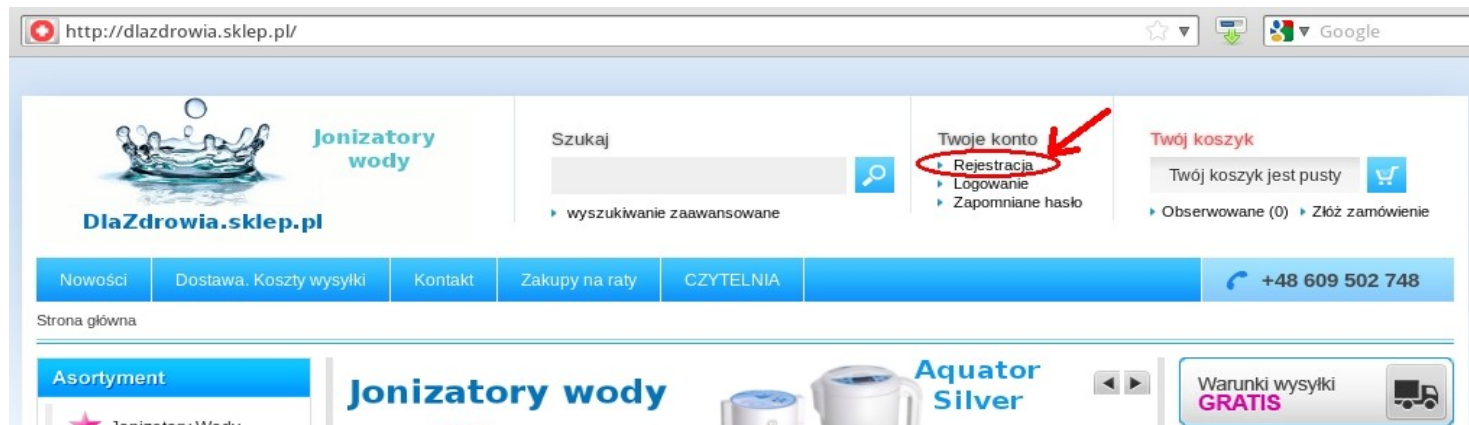 http://dlazdrowia.sklep.pl/
Google
Jonizatory
wody
DlaZdrowia.sklep.pl
Szukaj
wyszukiwanie zaawansowane
Twoje konto
Rejestracja
Logowanie
Zapomniane hasło
Twój koszyk
Twój koszyk jest pusty
Obserwowane (0) Złóż zamówienie
Nowości Dostawa. Koszty wysyłki Kontakt Zakupy na raty CZYTELNIA +48 609 502 748
Strona główna
Asortyment
Jonizatory Wody
Jonizatory wody
Aquator
Silver
Warunki wysyłki
GRATIS